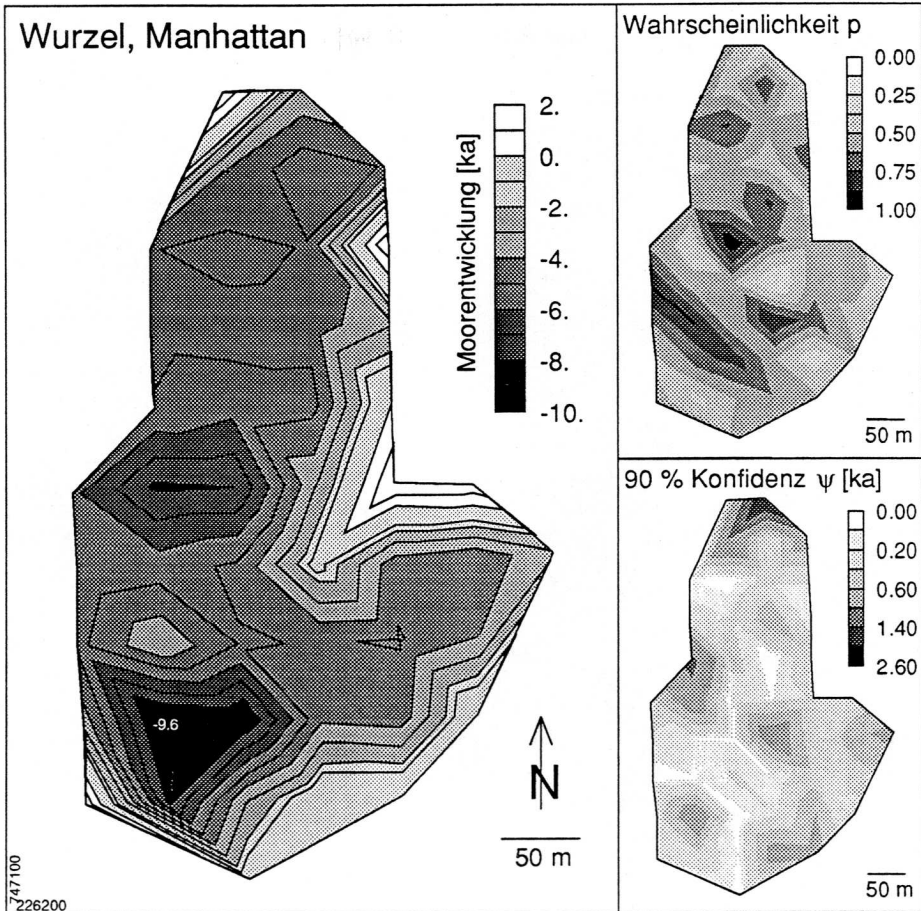 Wurzel, Manhattan
Moorentwicklung [ka]
2.
0.
-2.
-4.
-6.
-8.
-10.
-9.6
N
50 m
747100
226200
Wahrscheinlichkeit p
0.00
0.25
0.50
0.75
1.00
50 m
90 % Konfidenz ψ [ka]
0.00
0.20
0.60
1.40
2.60
50 m